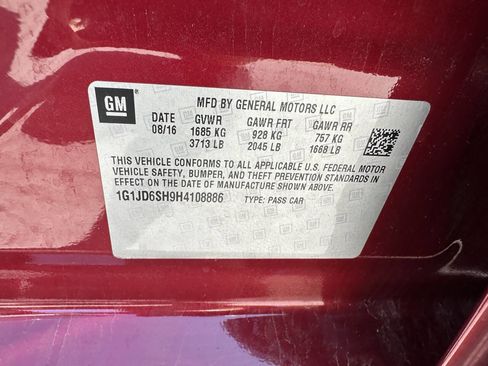 GM
MFD BY GENERAL MOTORS LLC
DATE GVWR GAWR FRT GAWR RR
08/16 1685 KG 928 KG 757 KG
3713 LB 2045 LB 1668 LB
THIS VEHICLE CONFORMS TO ALL APPLICABLE U.S. FEDERAL MOTOR
VEHICLE SAFETY, BUMPER, AND THEFT PREVENTION STANDARDS IN
EFFECT ON THE DATE OF MANUFACTURE SHOWN ABOVE.
1G1JD6SH9H4108886 TYPE: PASS CAR